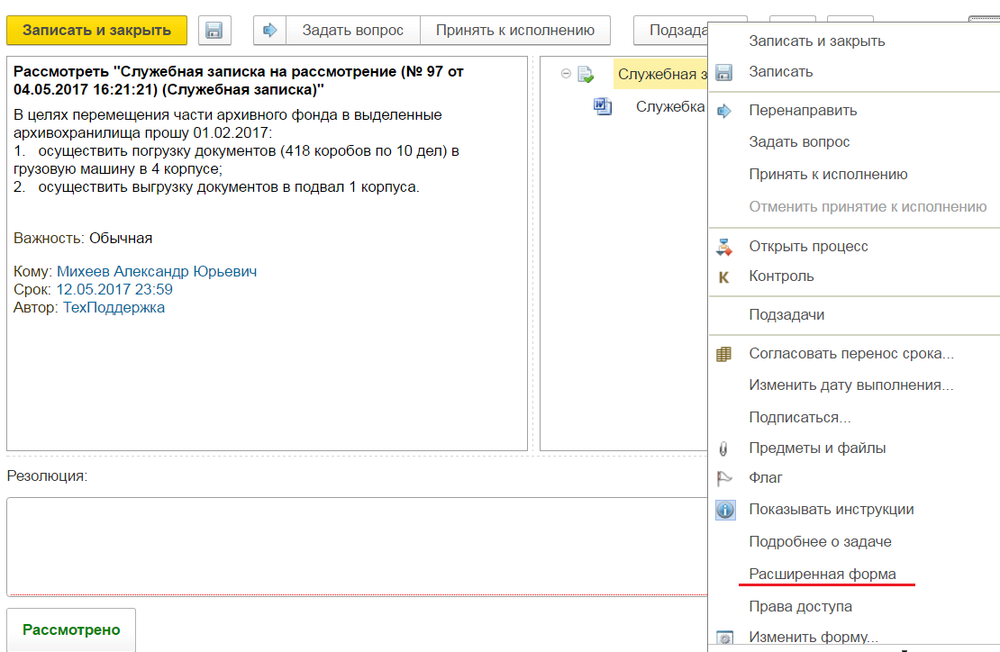 Записать и закрыть
Задать вопрос
Принять к исполнению
Подзада
Рассмотреть "Служебная записка на рассмотрение (№ 97 от
04.05.2017 16:21:21) (Служебная записка)"
В целях перемещения части архивного фонда в выделенные
архивохранилища прошу 01.02.2017:
1. осуществить погрузку документов (418 коробов по 10 дел) в
грузовую машину в 4 корпусе;
2. осуществить выгрузку документов в подвал 1 корпуса.
Важность: Обычная
Кому: Михеев Александр Юрьевич
Срок: 12.05.2017 23:59
Автор: ТехПоддержка
Служебная з
Служебка
Резолюция:
Рассмотрено
Записать и закрыть
Записать
Перенаправить
Задать вопрос
Принять к исполнению
Отменить принятие к исполнению
Открыть процесс
К Контроль
Подзадачи
Согласовать перенос срока...
Изменить дату выполнения...
Подписаться...
Предметы и файлы
Флаг
Показывать инструкции
Подробнее о задаче
Расширенная форма
Права доступа
Изменить форму...